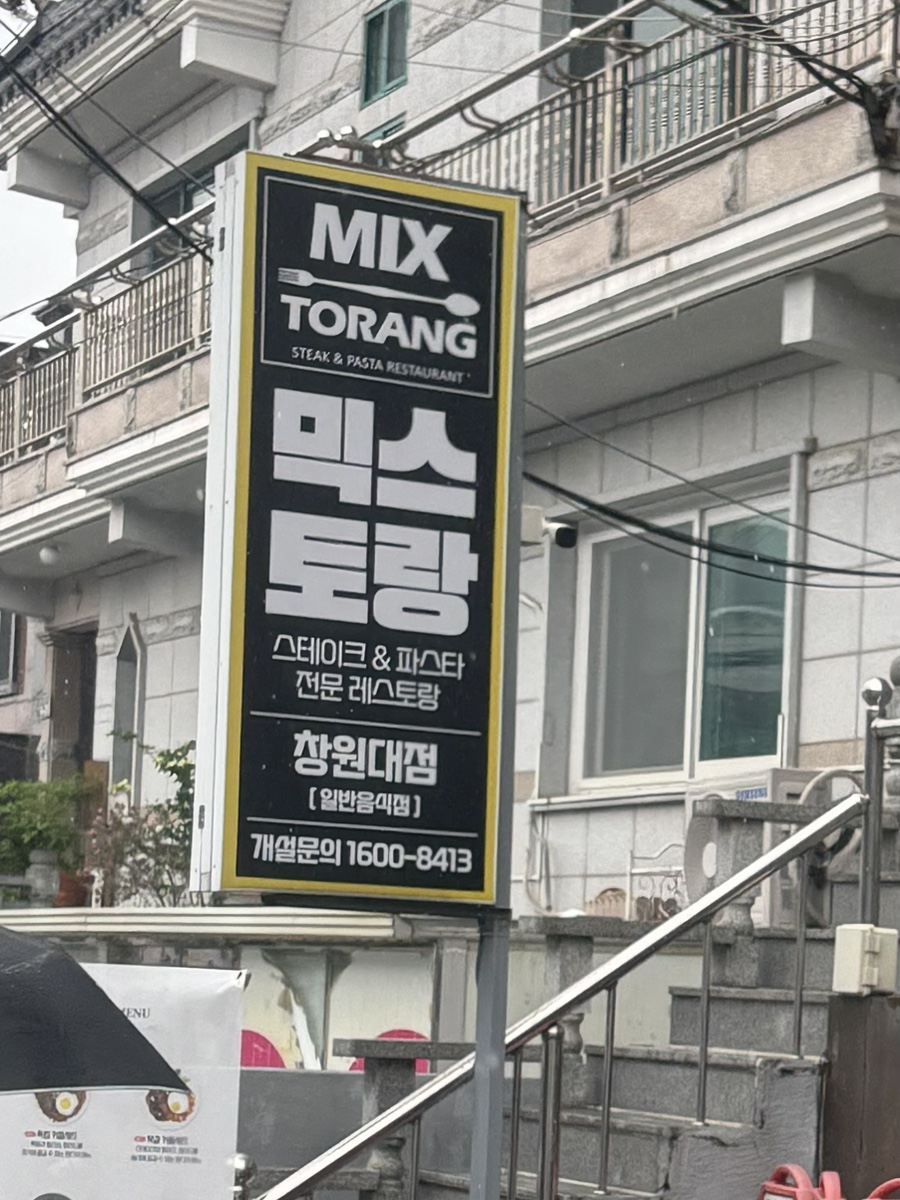 MIX
TORANG
STEAK & PASTA RESTAURANT
믹스
토랑
스테이크 & 파스타
전문 레스토랑
창원대점
[ 일반음식점 ]
개설문의 1600-8413
SAMSUNG